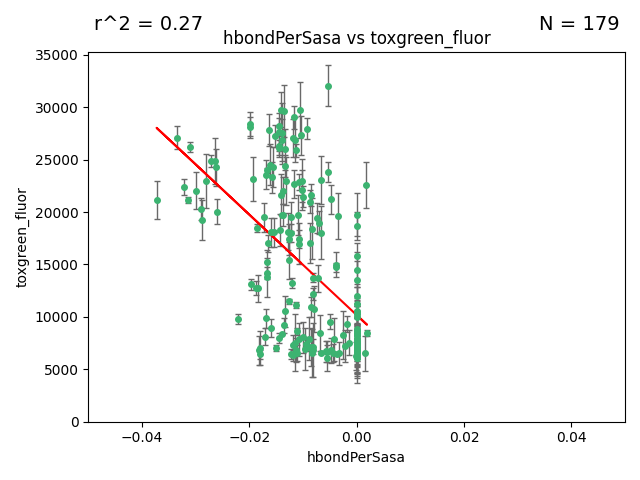 r^2 = 0.27
N = 179
hbondPerSasa vs toxgreen_fluor
35000
30000
25000
20000
15000
10000
5000
0
toxgreen_fluor
−0.04
−0.02
0.00
0.02
0.04
hbondPerSasa